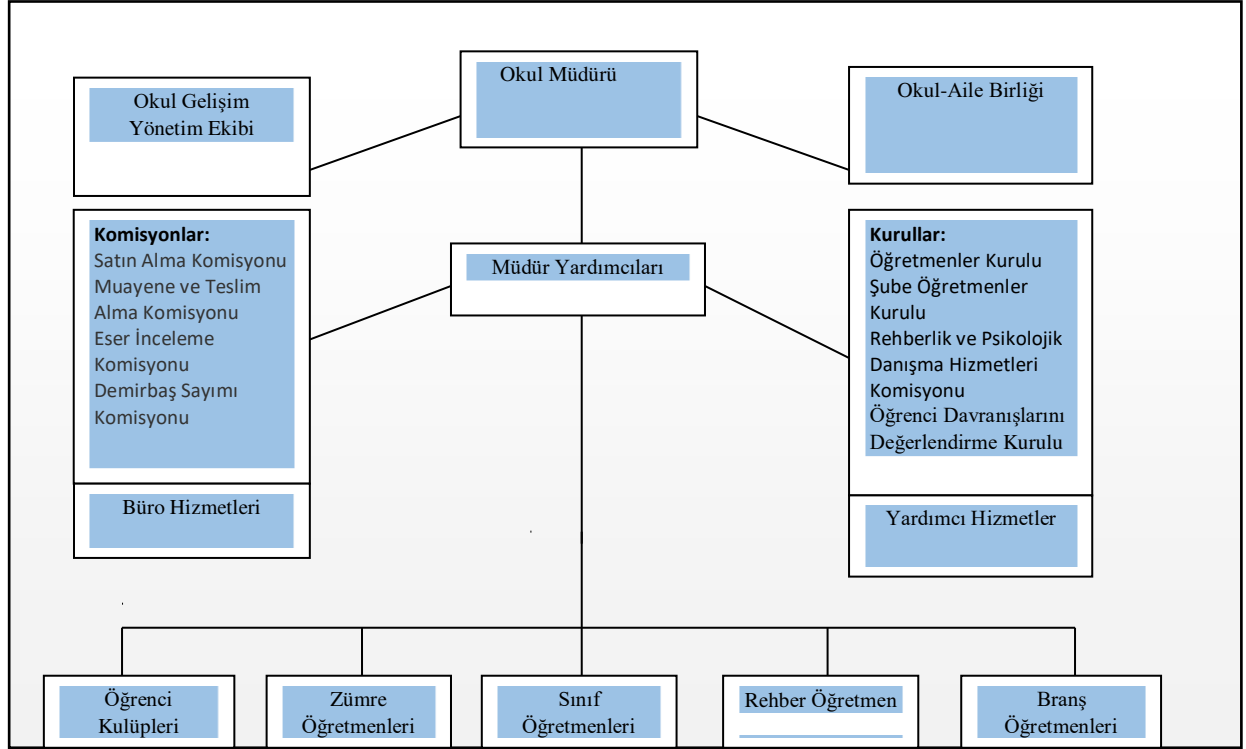 Okul Müdürü
Okul Gelişim
Yönetim Ekibi
Okul-Aile Birliği
Komisyonlar:
Satın Alma Komisyonu
Muayene ve Teslim
Alma Komisyonu
Eser İnceleme
Komisyonu
Demirbaş Sayımı
Komisyonu
Müdür Yardımcıları
Kurullar:
Öğretmenler Kurulu
Şube Öğretmenler
Kurulu
Rehberlik ve Psikolojik
Danışma Hizmetleri
Komisyonu
Öğrenci Davranışlarını
Değerlendirme Kurulu
Büro Hizmetleri
Yardımcı Hizmetler
Öğrenci
Kulüpleri
Zümre
Öğretmenleri
Sınıf
Öğretmenleri
Rehber Öğretmen
Branş
Öğretmenleri